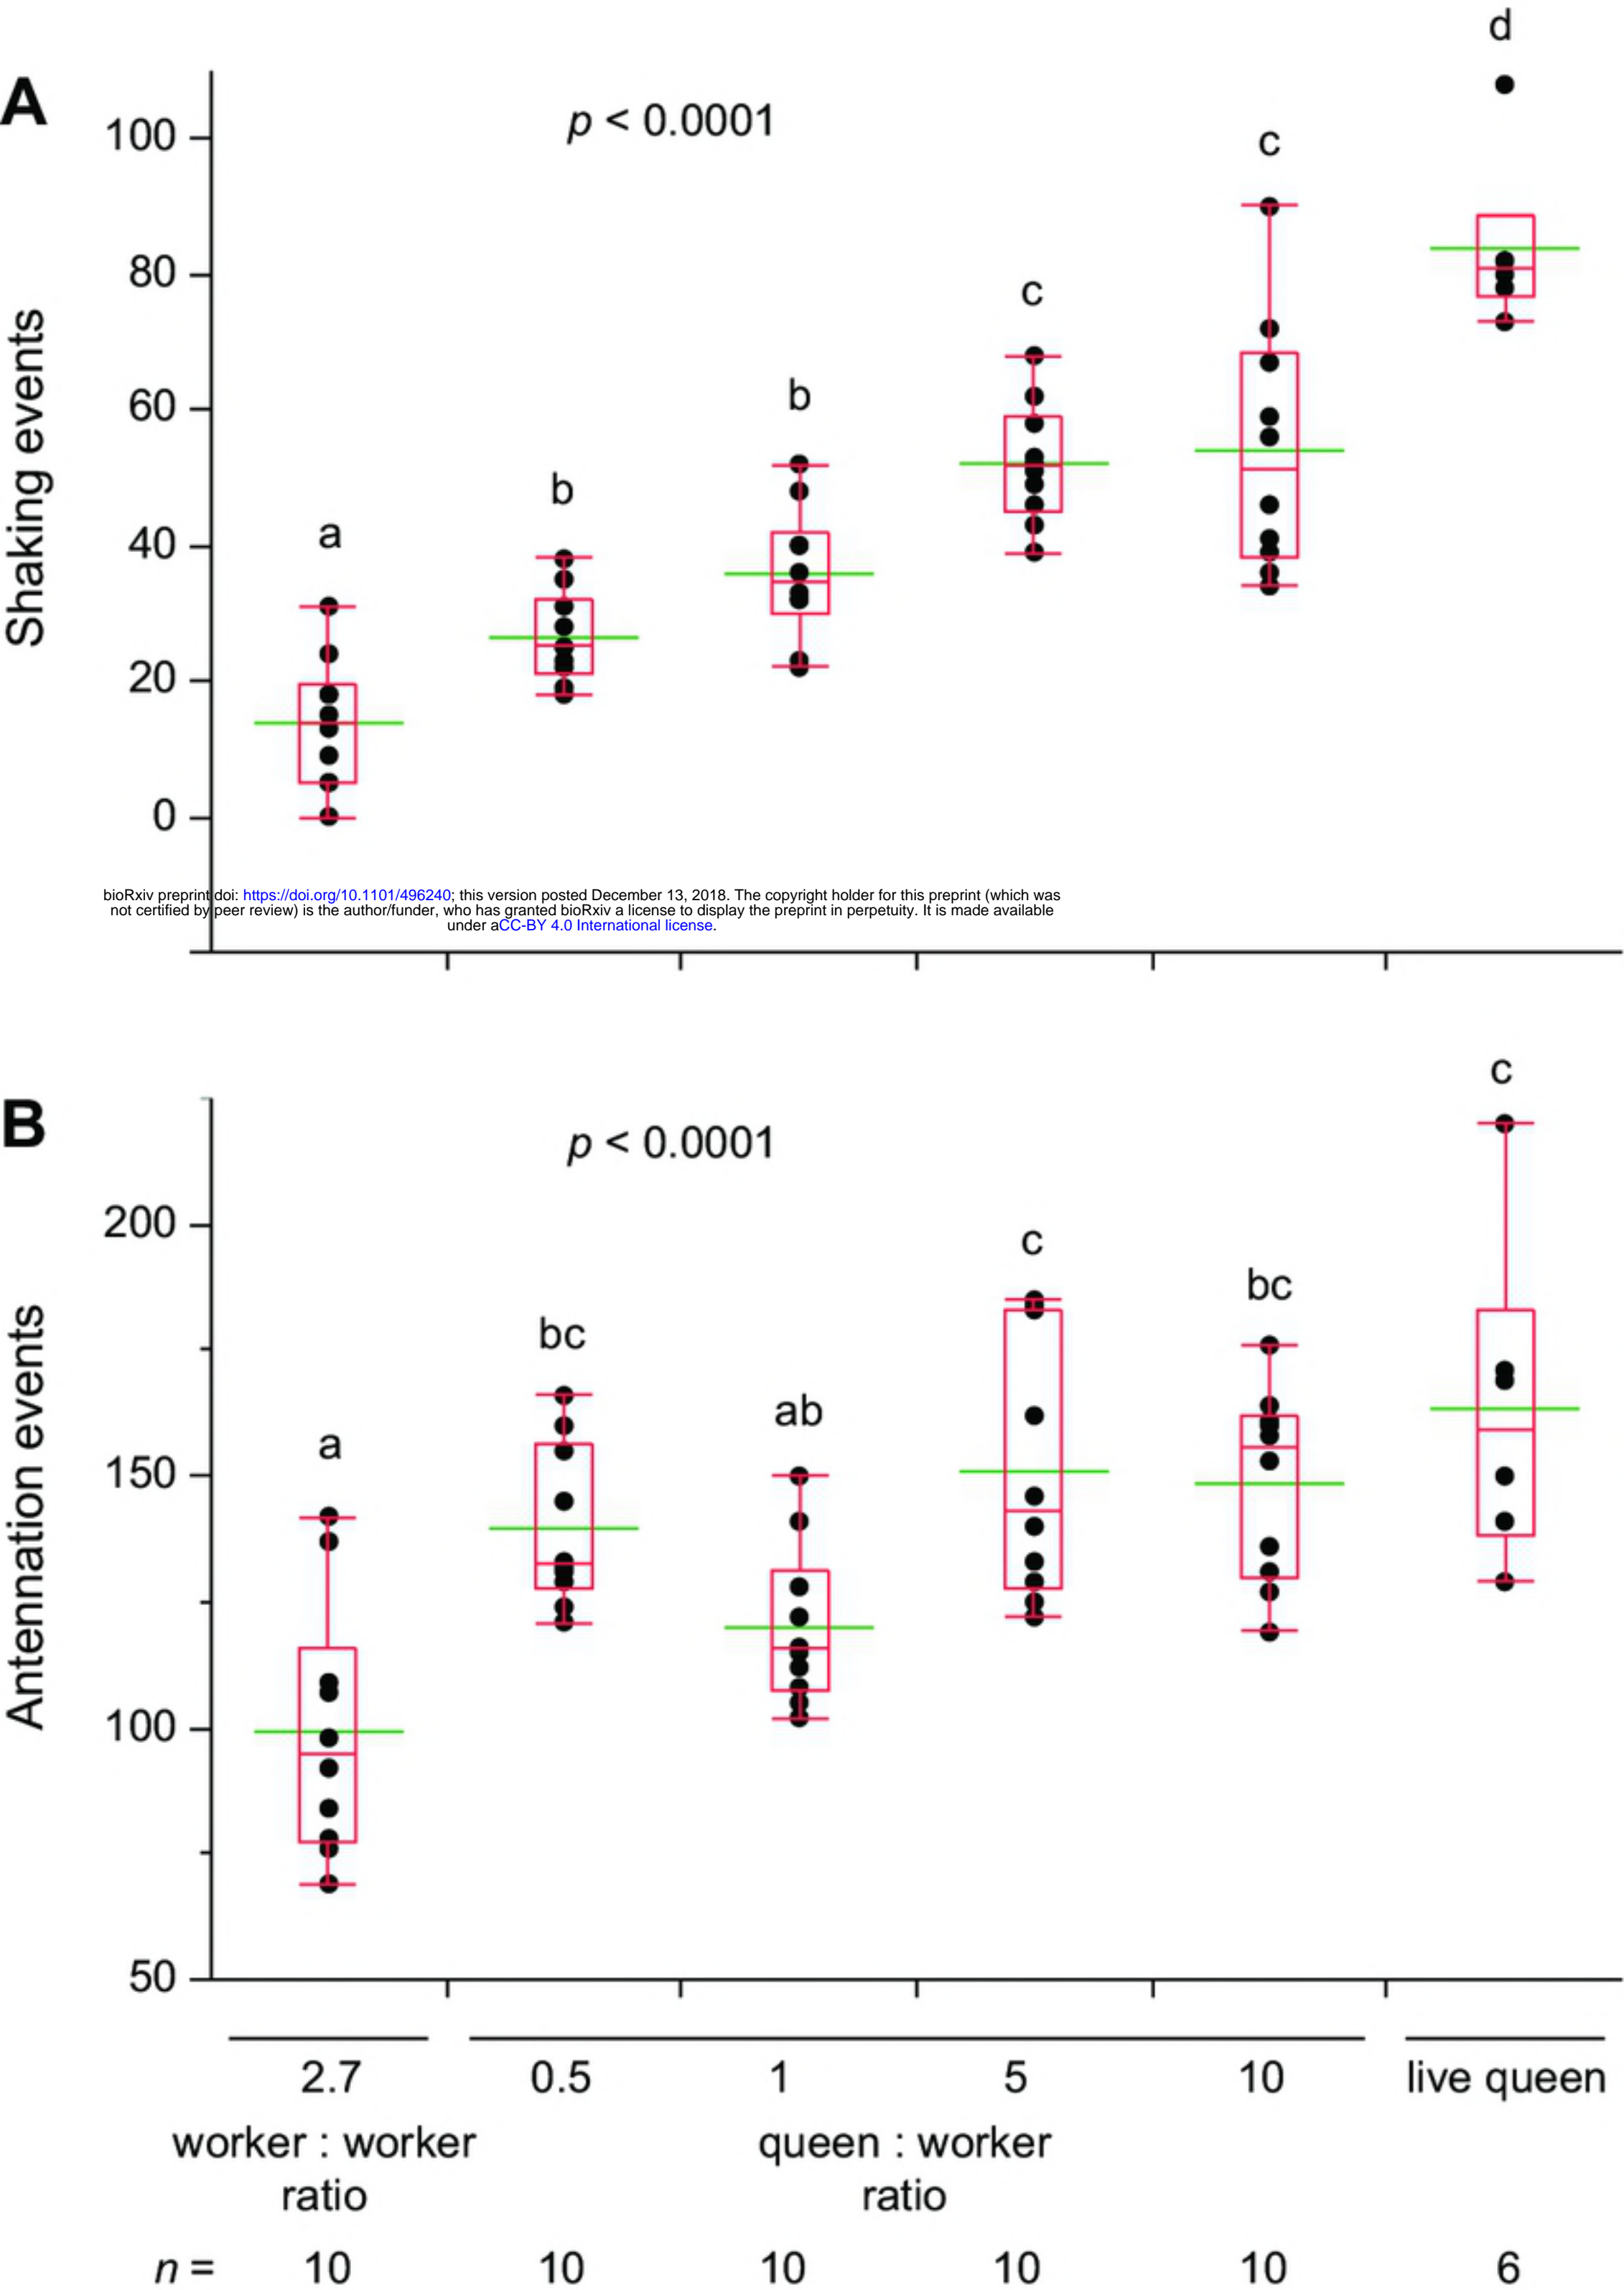 d
A
p < 0.0001
100
c
80
c
Shaking events
60
b
b
40
a
20
0
bioRxiv preprint doi: https://doi.org/10.1101/496240; this version posted December 13, 2018. The copyright holder for this preprint (which was
not certified by peer review) is the author/funder, who has granted bioRxiv a license to display the preprint in perpetuity. It is made available
under aCC-BY 4.0 International license.
c
B
p < 0.0001
200
c
bc
bc
Antennation events
ab
150
a
100
50
2.7 0.5 1 5 10 live queen
worker : worker queen : worker
ratio ratio
n = 10 10 10 10 10 6